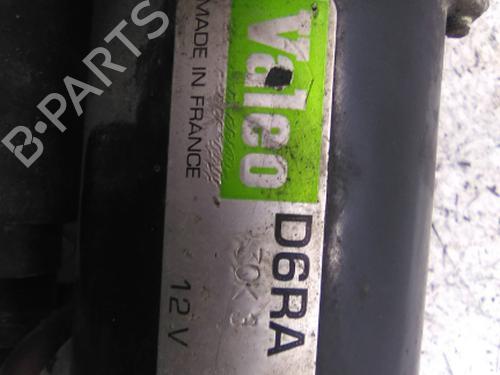 Valeo
MADE IN FRANCE
D6RA
12 V
B-PARTS